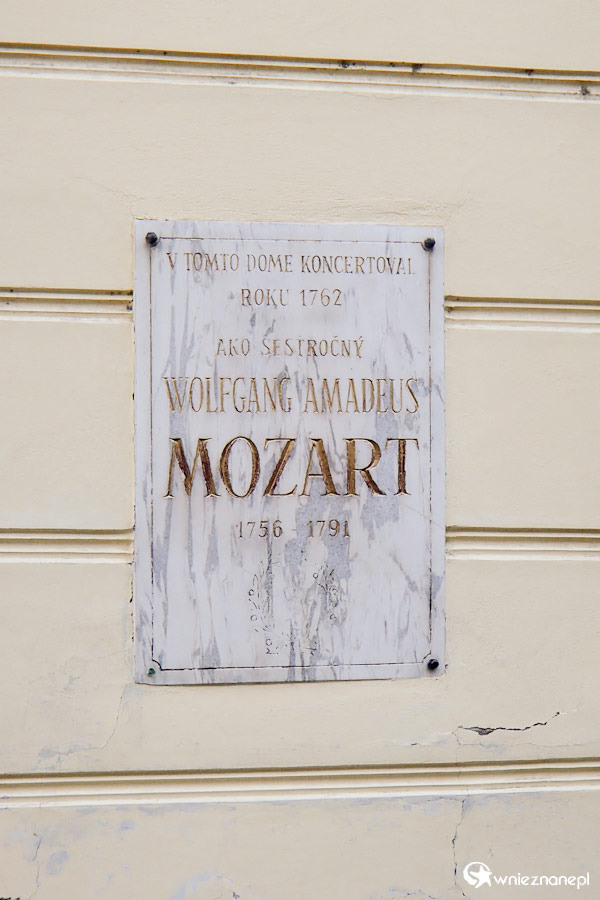 V TOMTO DOME KONCERTOVAL
ROKU 1762
AKO ŠESŤROČNÝ
WOLFGANG AMADEUS
MOZART
1756 - 1791
wnieznane.pl